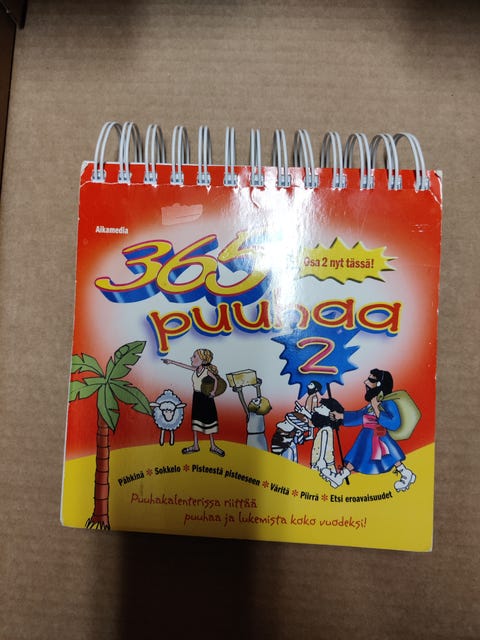 Aikamedia
365
Osa 2 nyt tässä!
puuhaa
2
Pähkinä * Sokkelo * Pisteestä pisteeseen * Väritä * Piirrä * Etsi eroavaisuudet
Puuhakalenterissa riittää
puuhaa ja lukemista koko vuodeksi!